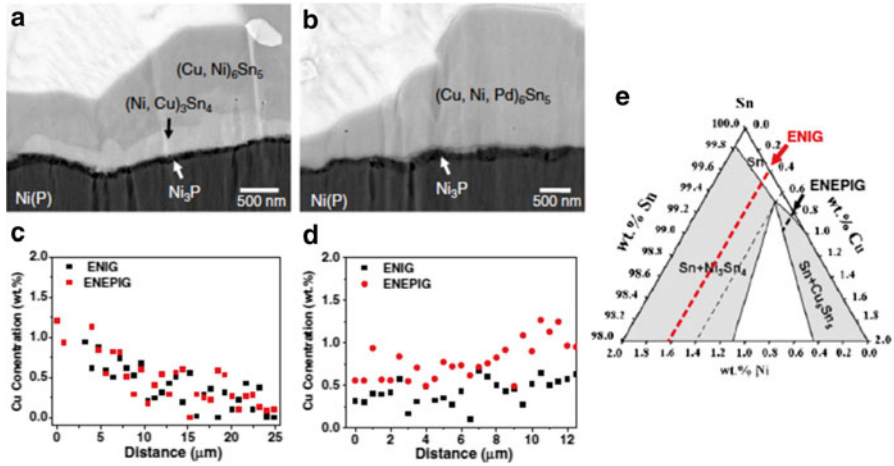 a
(Cu, Ni)6Sn5
(Ni, Cu)3Sn4
Ni3P
Ni(P)
500 nm
b
(Cu, Ni, Pd)6Sn5
Ni3P
Ni(P)
500 nm
c
Cu Concentration (wt.%)
2.0
1.5
1.0
0.5
0.0
ENIG
ENEPIG
0 5 10 15 20 25
Distance (μm)
d
Cu Conentration (wt.%)
2.0
1.5
1.0
0.5
0.0
ENIG
ENEPIG
0 2 4 6 8 10 12
Distance (μm)
e
Sn
100.0 0.0
99.8 0.2
99.6 0.4
99.4 0.6
99.2 0.8
99.0 1.0
98.8 1.2
98.6 1.4
98.4 1.6
98.2 1.8
98.0 2.0
wt.% Sn
wt.% Cu
Sn
ENIG
ENEPIG
Sn+Ni3Sn4
Sn+Cu6Sn5
2.0 1.8 1.6 1.4 1.2 1.0 0.8 0.6 0.4 0.2 0.0
wt.% Ni